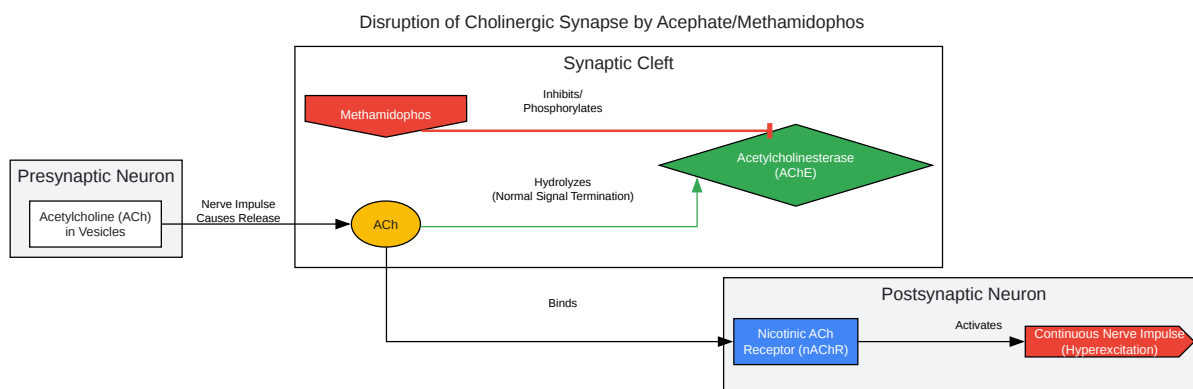 Disruption of Cholinergic Synapse by Acephate/Methamidophos
Synaptic Cleft
Inhibits/
Phosphorylates
Methamidophos
Acetylcholinesterase
(AChE)
Presynaptic Neuron
Acetylcholine (ACh)
in Vesicles
Nerve Impulse
Causes Release
Hydrolyzes
(Normal Signal Termination)
ACh
Binds
Postsynaptic Neuron
Nicotinic ACh
Receptor (nAChR)
Activates
Continuous Nerve Impulse
(Hyperexcitation)